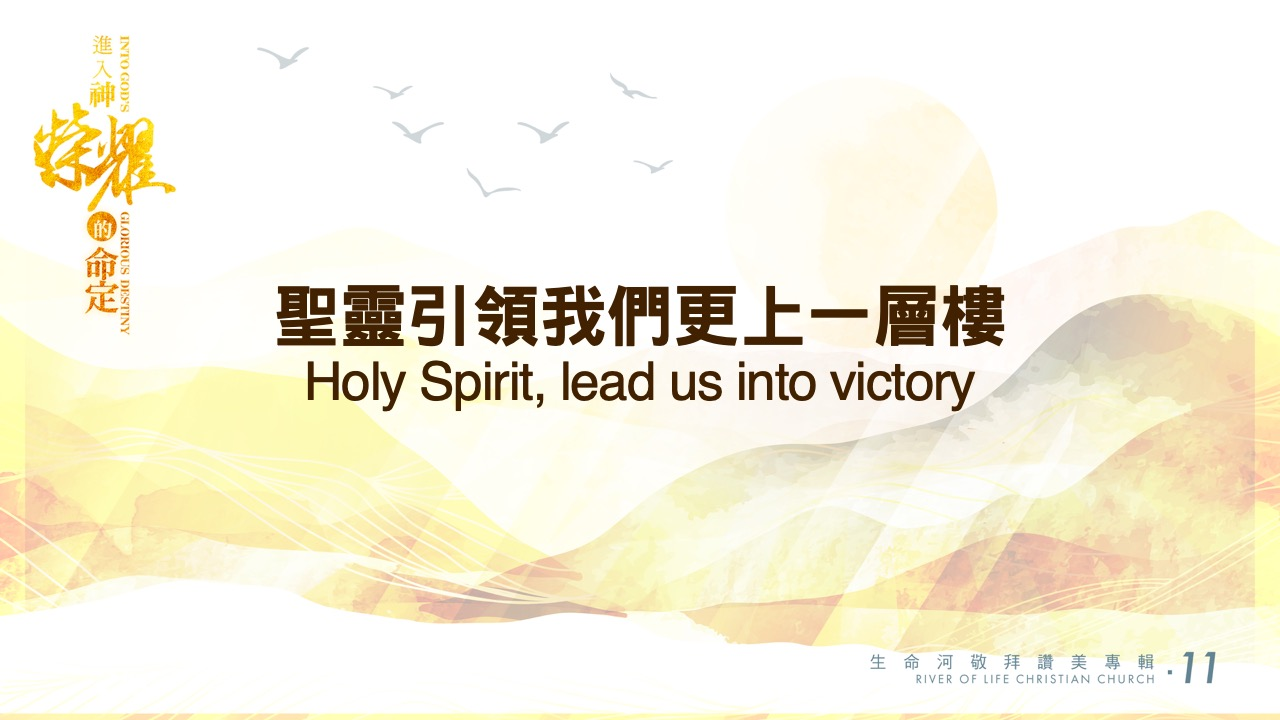 進入神
榮耀
的
命定
INTO GOD'S
GLORIOUS DESTINY
聖靈引領我們更上一層樓
Holy Spirit, lead us into victory
生命河敬拜讚美專輯
RIVER OF LIFE CHRISTIAN CHURCH
·11